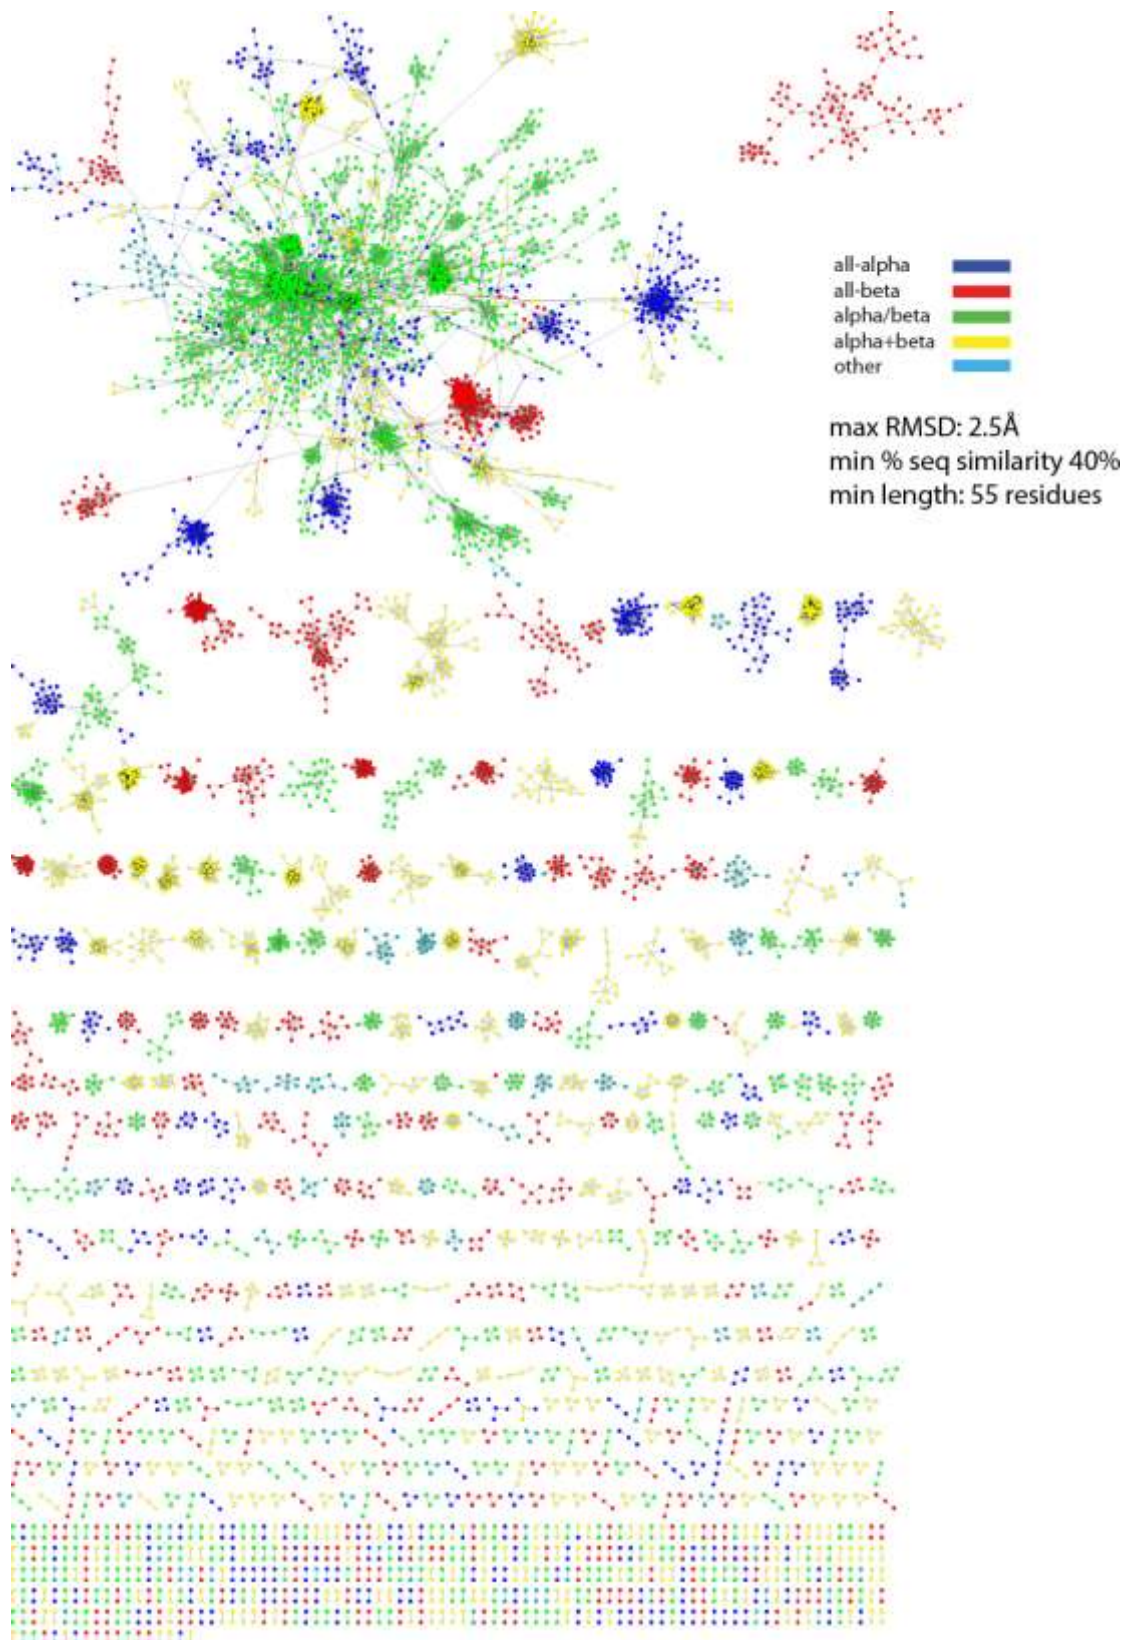 all-alpha
all-beta
alpha/beta
alpha+beta
other
max RMSD: 2.5Å
min % seq similarity 40%
min length: 55 residues